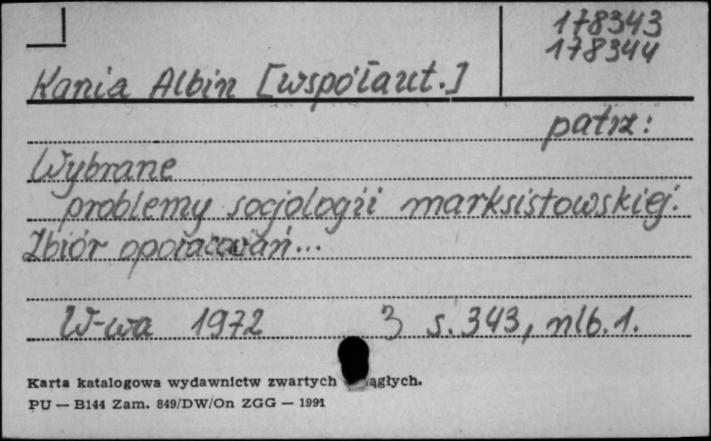 178343
178344
Kania Albin [współaut.]
patrz:
Wybrane
problemy socjologii marksistowskiej.
Zbiór opracowań...
W-wa 1972 3 s. 343, nlb. 1.
Karta katalogowa wydawnictw zwartych
PU — B144 Zam. 849/DW/On ZGG — 1991